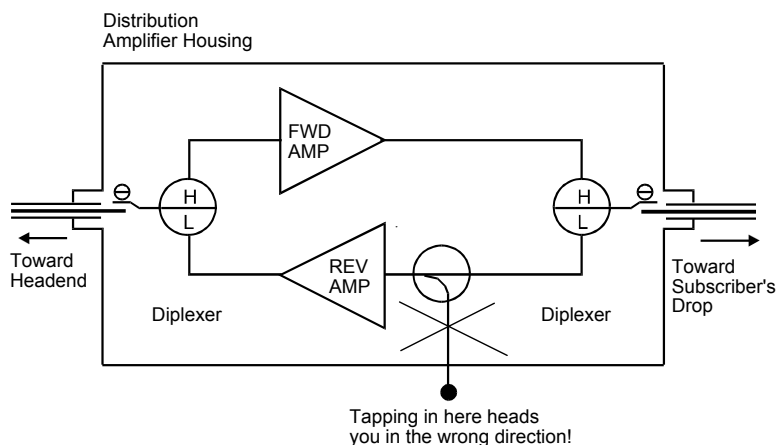 Distribution
Amplifier Housing
FWD
AMP
H
L
H
L
Toward
Headend
REV
AMP
Toward
Subscriber's
Drop
Diplexer
Diplexer
Tapping in here heads
you in the wrong direction!